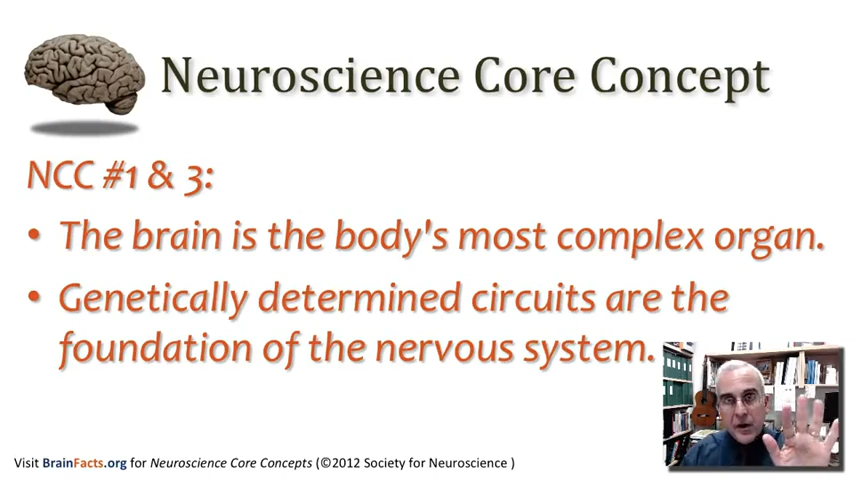 Neuroscience Core Concept
NCC #1 & 3:
• The brain is the body's most complex organ.
• Genetically determined circuits are the
foundation of the nervous system.
Visit BrainFacts.org for Neuroscience Core Concepts (©2012 Society for Neuroscience )